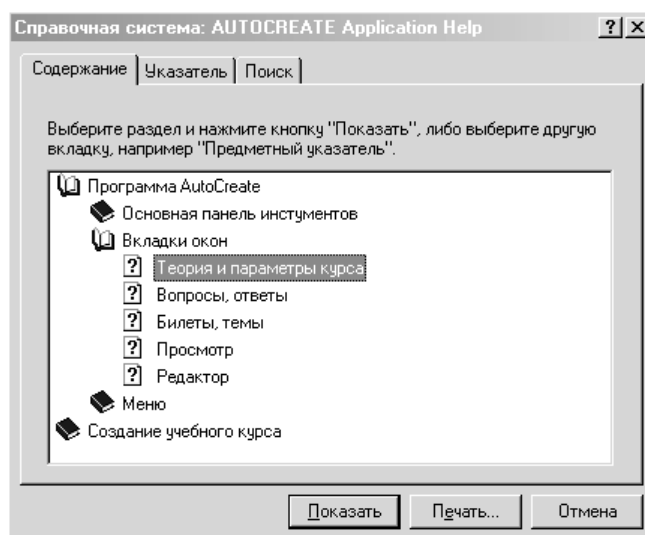 Справочная система: AUTOCREATE Application Help
Содержание Указатель Поиск
Выберите раздел и нажмите кнопку "Показать", либо выберите другую
вкладку, например "Предметный указатель".
Программа AutoCreate
Основная панель инстументов
Вкладки окон
Теория и параметры курса
Вопросы, ответы
Билеты, темы
Просмотр
Редактор
Меню
Создание учебного курса
Показать Печать... Отмена